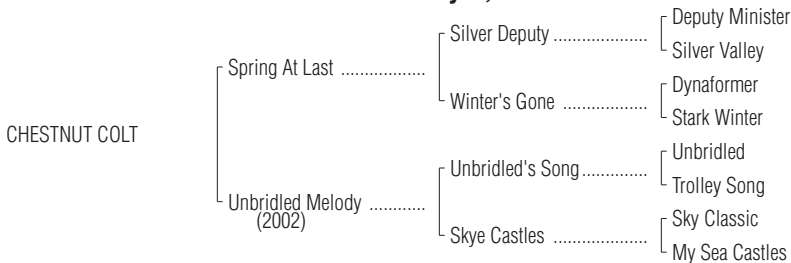 Deputy Minister
Silver Deputy ...................
Silver Valley
Spring At Last .................
Dynaformer
Winter's Gone .................
Stark Winter
CHESTNUT COLT
Unbridled
Unbridled's Song.............
Trolley Song
Unbridled Melody ...........
(2002)
Sky Classic
Skye Castles ...................
My Sea Castles